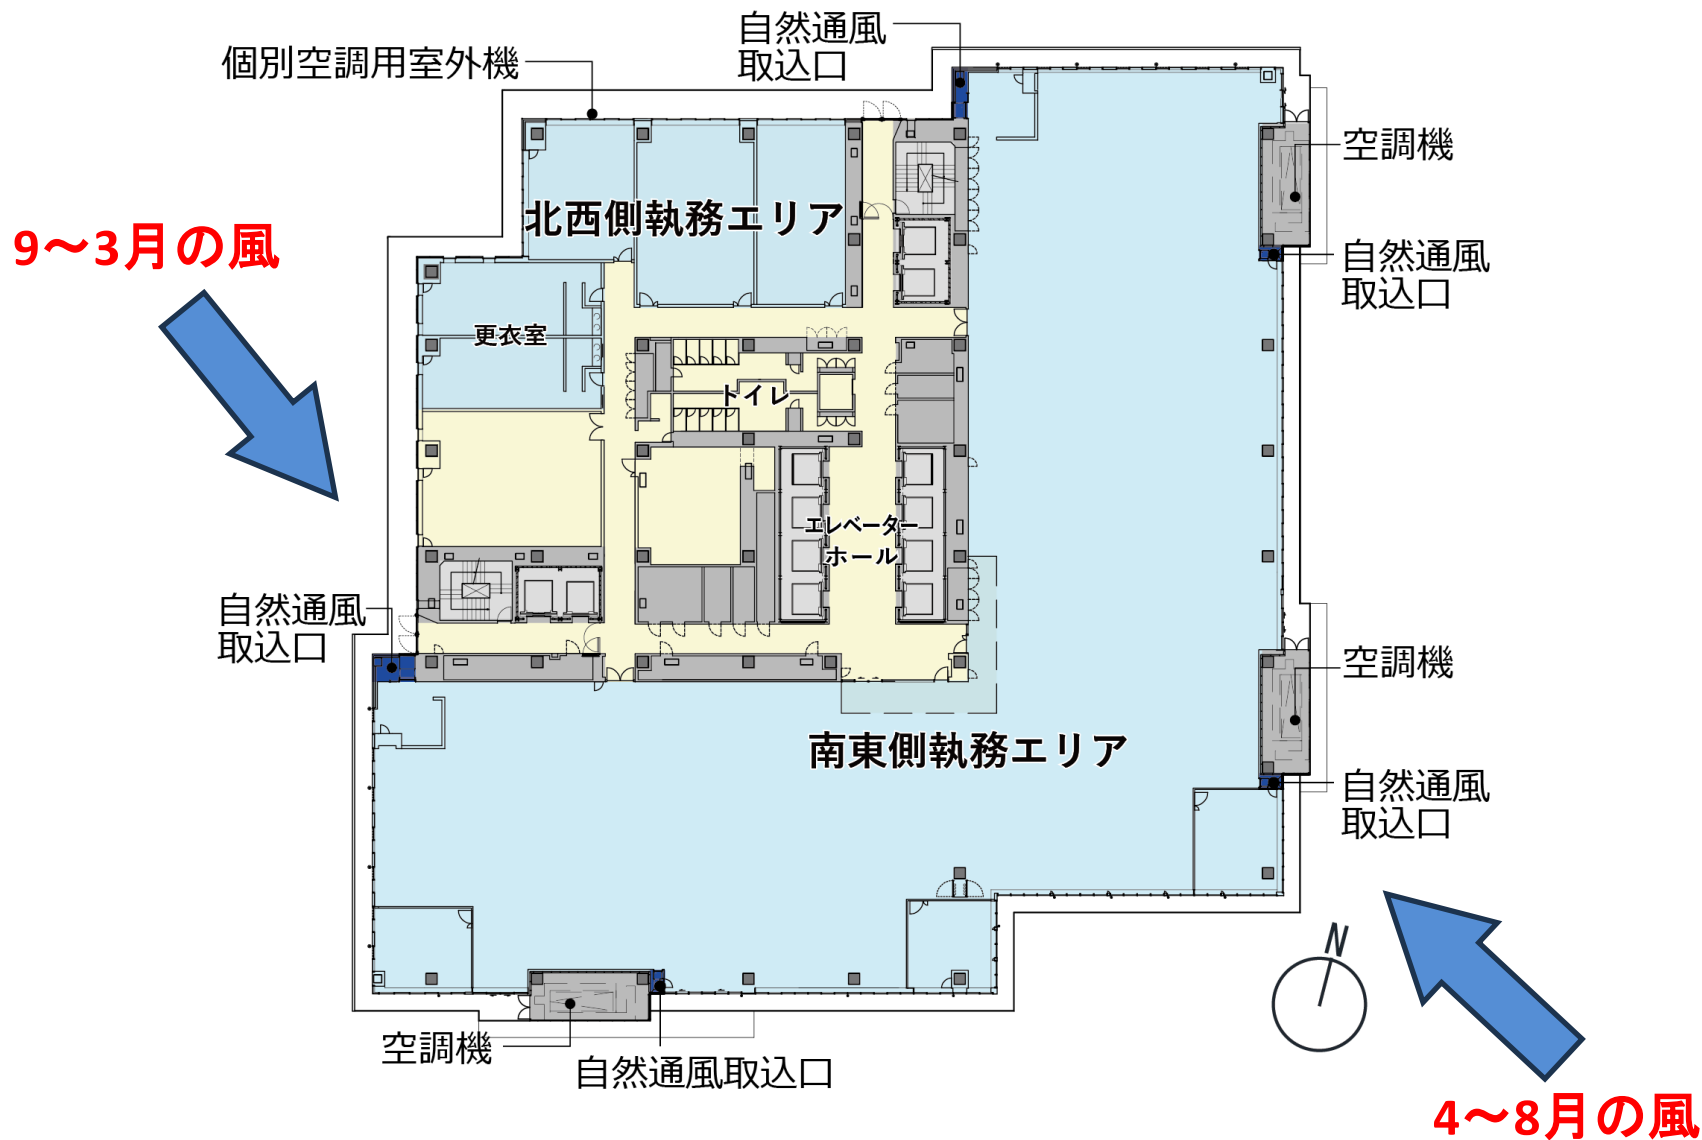 自然通風
取込口
個別空調用室外機
空調機
北西側執務エリア
9～3月の風
自然通風
取込口
更衣室
トイレ
エレベーター
ホール
自然通風
取込口
空調機
南東側執務エリア
自然通風
取込口
N
空調機
自然通風取込口
4～8月の風